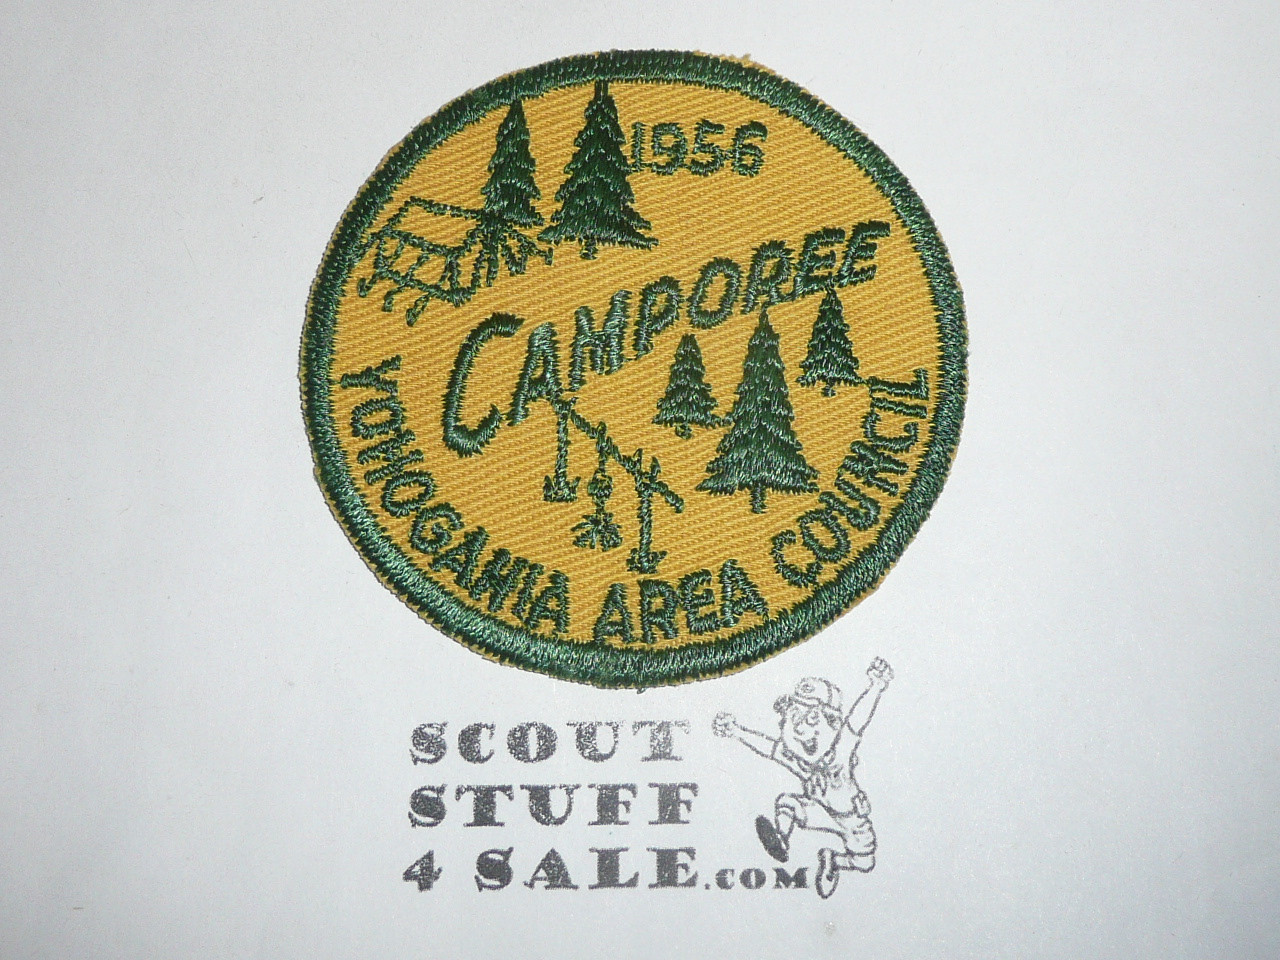 1956
CAMPOREE
YOHOGANIA AREA COUNCIL
SCOUT
STUFF
4 SALE.COM